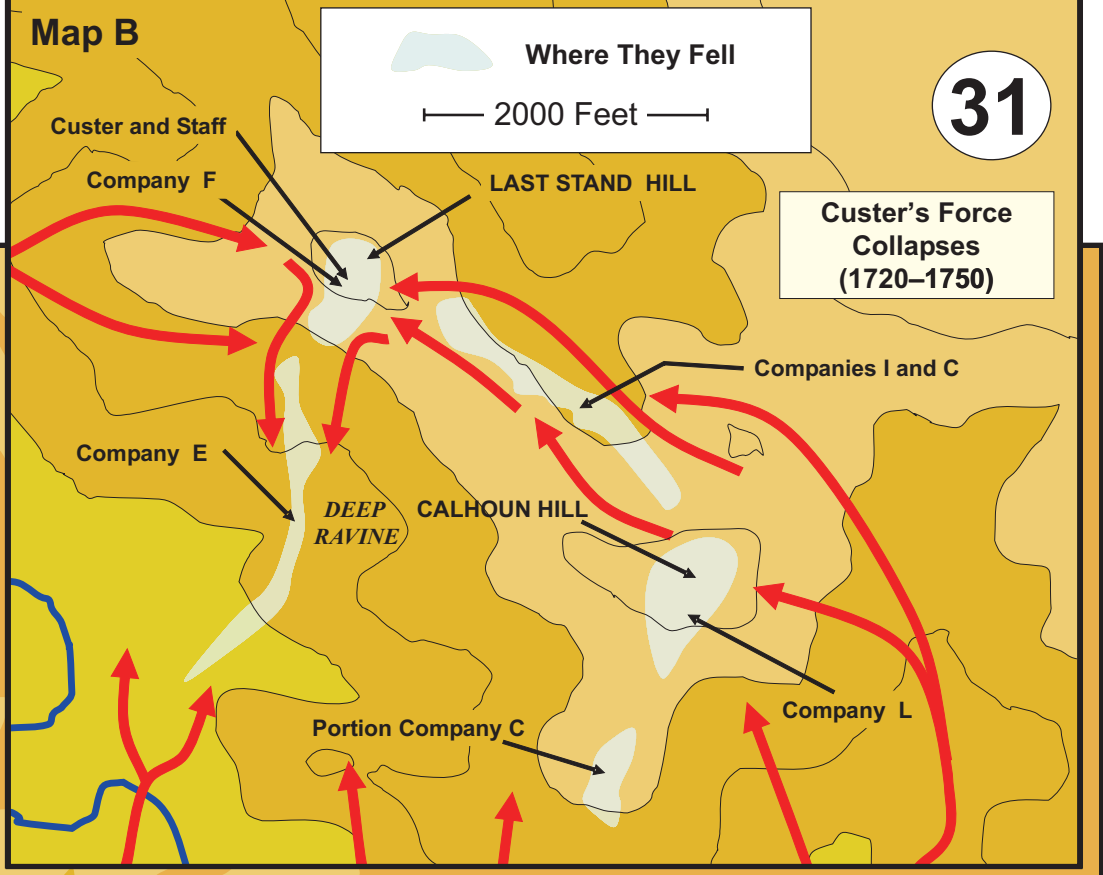 Map B
Where They Fell
2000 Feet
31
Custer and Staff
Company F
LAST STAND HILL
Custer's Force
Collapses
(1720–1750)
Companies I and C
Company E
DEEP
RAVINE
CALHOUN HILL
Company L
Portion Company C